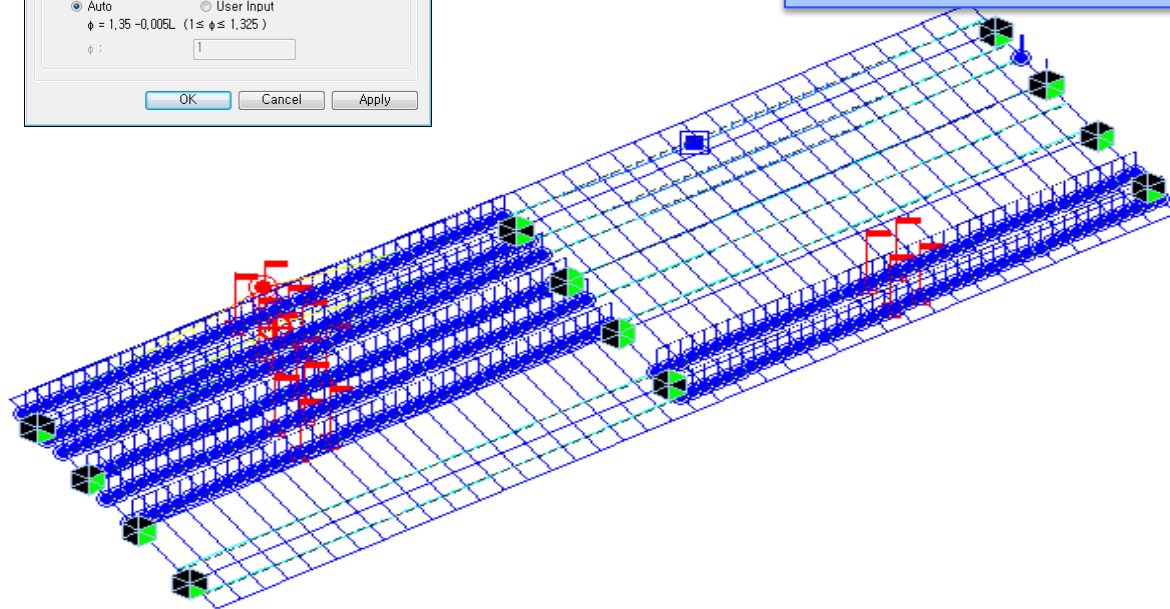 Auto User Input
ϕ = 1,35 -0,005L (1≤ ϕ≤ 1,325 )
ϕ : 1
OK Cancel Apply